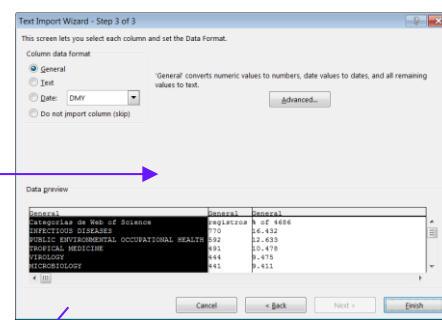 Text Import Wizard - Step 3 of 3
This screen lets you select each column and set the Data Format.
Column data format
General
Text
Date: DMY
Do not import column (skip)
'General' converts numeric values to numbers, date values to dates, and all remaining
values to text.
Advanced...
Data preview
General General General
Categorias de Web of Science registros % of 4686
INFECTIOUS DISEASES 770 16.432
PUBLIC ENVIRONMENTAL OCCUPATIONAL HEALTH 592 12.633
TROPICAL MEDICINE 491 10.478
VIROLOGY 444 9.475
MICROBIOLOGY 441 9.411
Cancel < Back Next > Finish